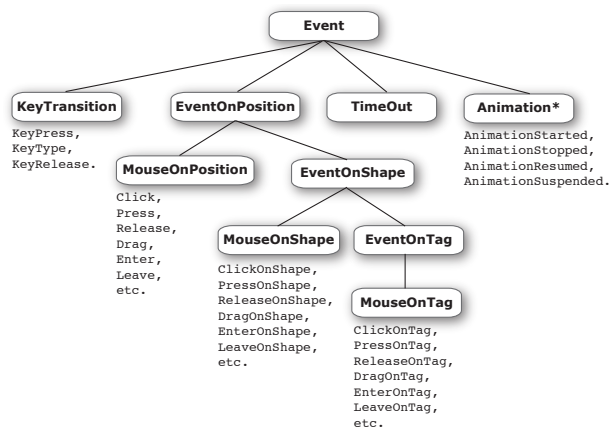 Event
KeyTransition
EventOnPosition
TimeOut
Animation*
KeyPress,
KeyType,
KeyRelease.
AnimationStarted,
AnimationStopped,
AnimationResumed,
AnimationSuspended.
MouseOnPosition
EventOnShape
Click,
Press,
Release,
Drag,
Enter,
Leave,
etc.
MouseOnShape
EventOnTag
ClickOnShape,
PressOnShape,
ReleaseOnShape,
DragOnShape,
EnterOnShape,
LeaveOnShape,
etc.
MouseOnTag
ClickOnTag,
PressOnTag,
ReleaseOnTag,
DragOnTag,
EnterOnTag,
LeaveOnTag,
etc.